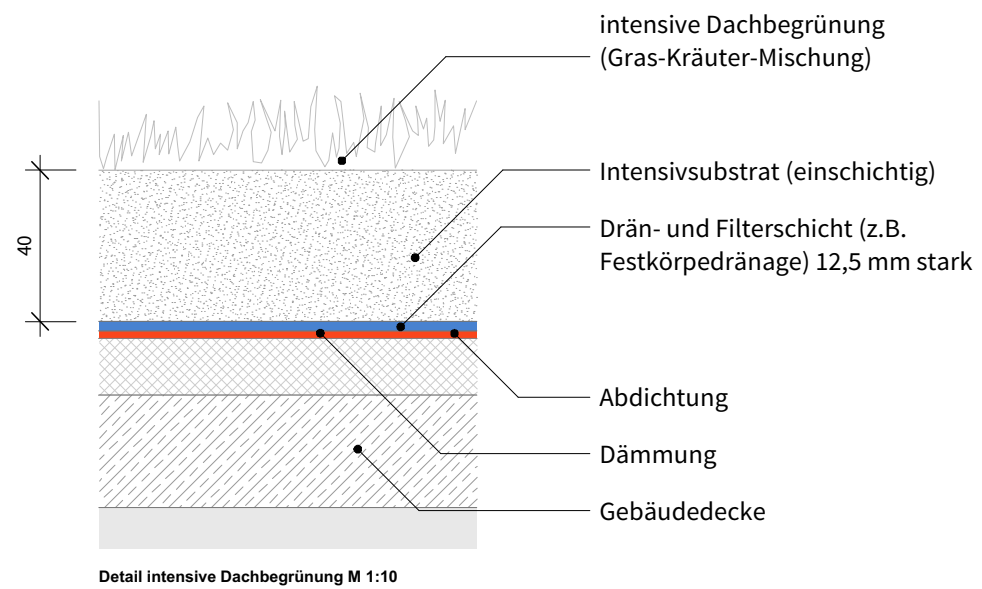 intensive Dachbegrünung
(Gras-Kräuter-Mischung)
Intensivsubstrat (einschichtig)
Drän- und Filterschicht (z.B.
Festkörpedränage) 12,5 mm stark
40
Abdichtung
Dämmung
Gebäudedecke
Detail intensive Dachbegrünung M 1:10